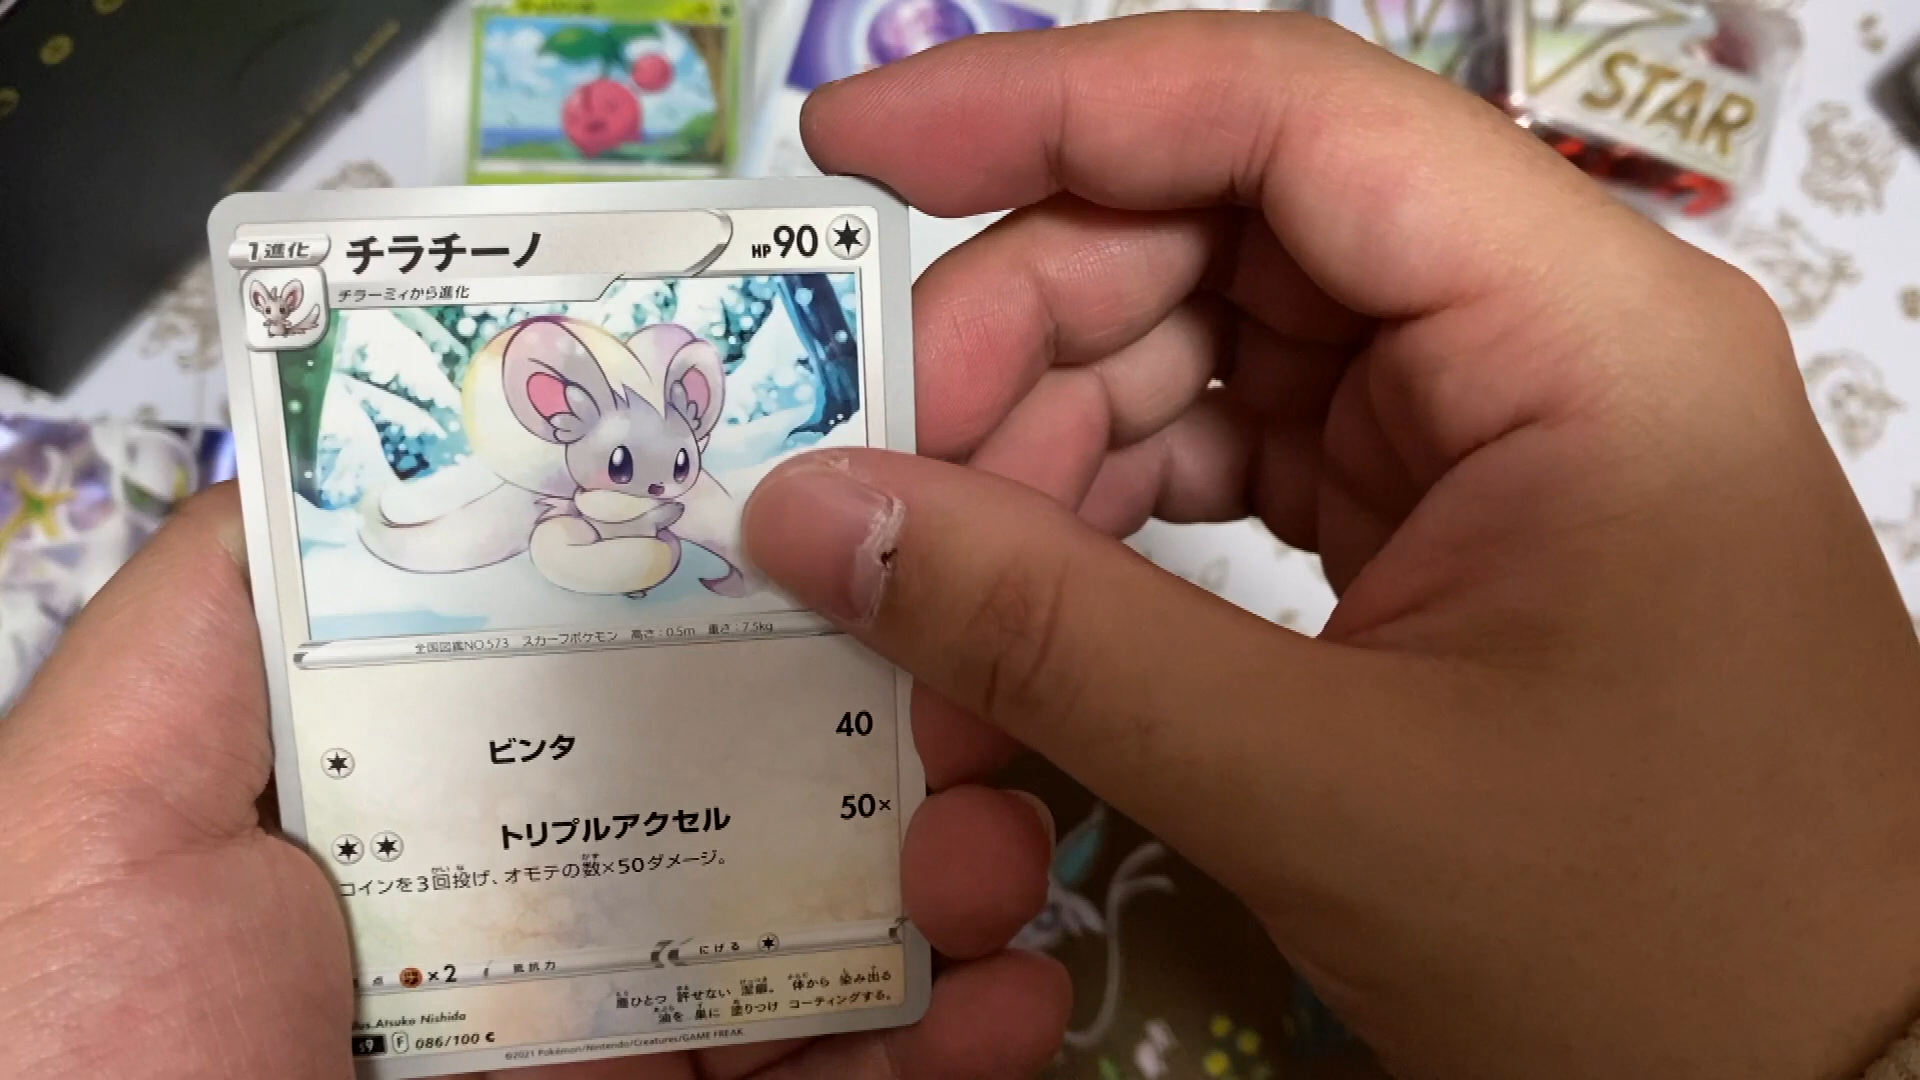 STAR
1進化
チラチーノ
HP 90
チラーミィから進化
全国図鑑NO.573 スカーフポケモン 高さ:0.5m 重さ:7.5kg
ビンタ 40
トリプルアクセル 50×
コインを3回投げ、オモテの数×50ダメージ。
点 ×2 抵抗力 にげる
塵ひとつ 許せない 潔癖。 体から 染み出る
油を 巣に 塗りつけ コーティングする。
Atsuko Nishida
S9 F 086/100 C
©2021 Pokémon/Nintendo/Creatures/GAME FREAK